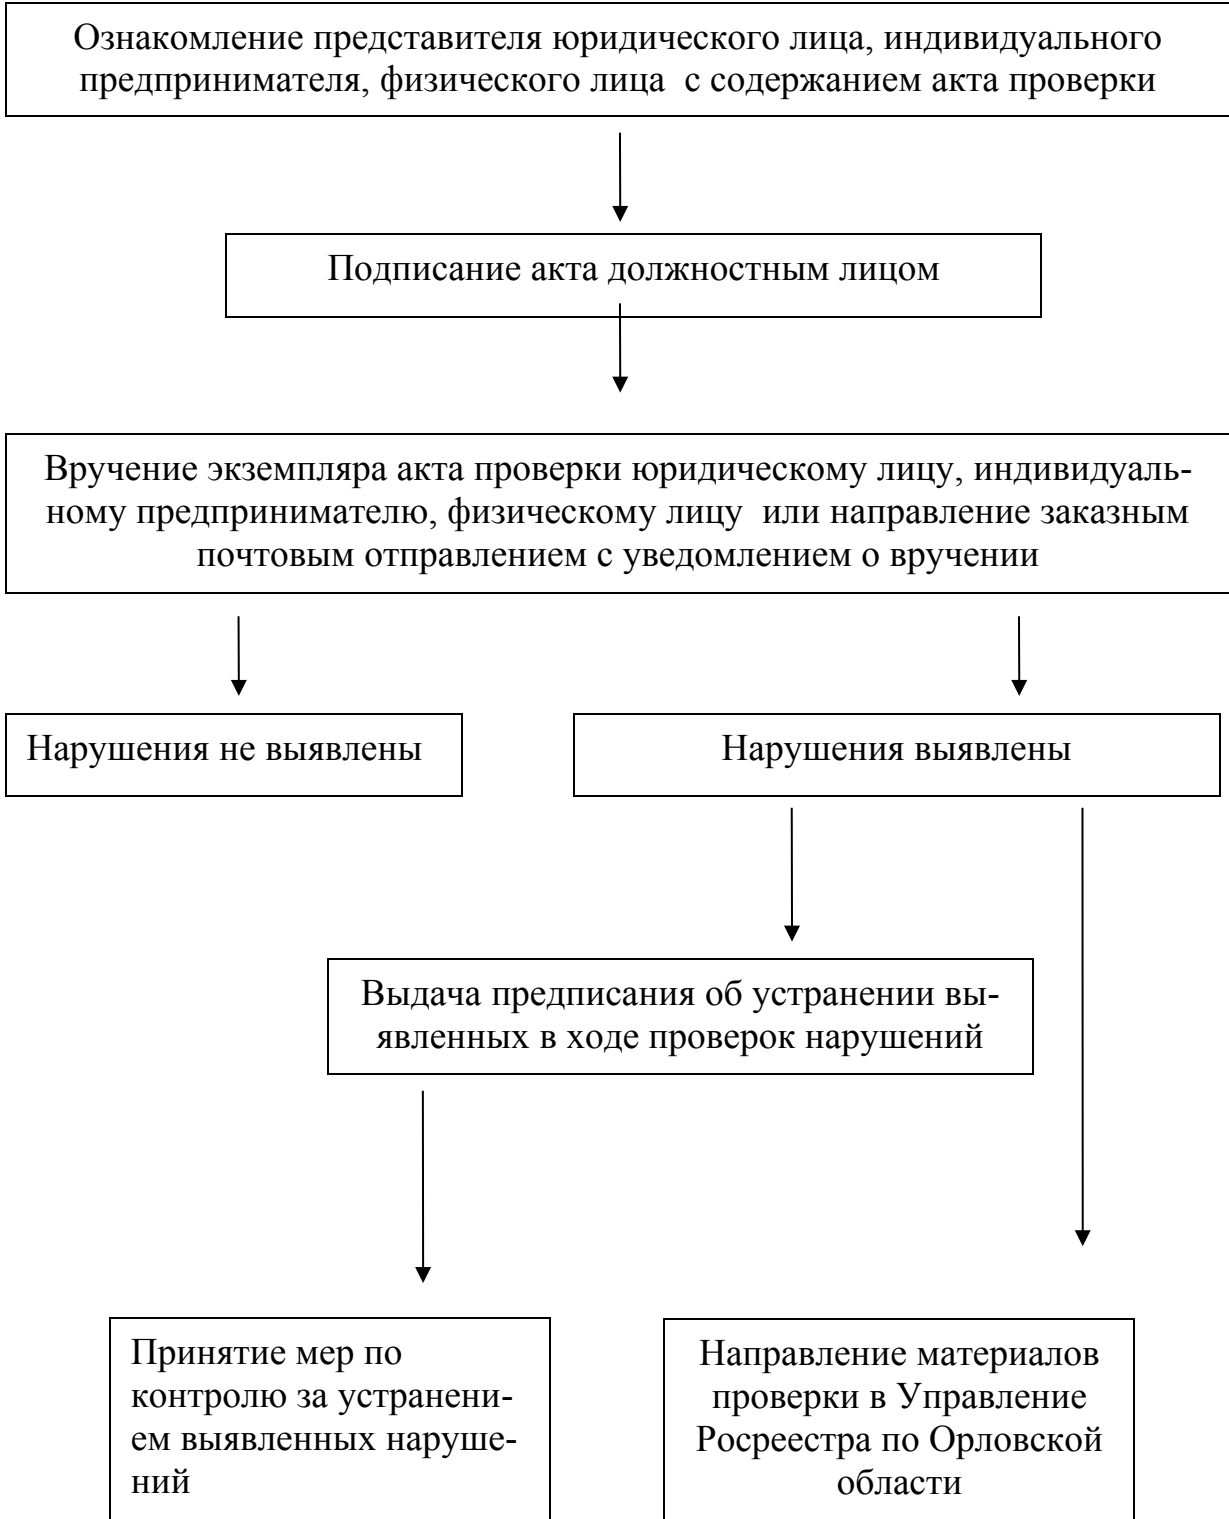 Ознакомление представителя юридического лица, индивидуального
предпринимателя, физического лица  с содержанием акта проверки
Подписание акта должностным лицом
Вручение экземпляра акта проверки юридическому лицу, индивидуаль-
ному предпринимателю, физическому лицу  или направление заказным
почтовым отправлением с уведомлением о вручении
Нарушения не выявлены
Нарушения выявлены
Выдача предписания об устранении вы-
явленных в ходе проверок нарушений
Принятие мер по
контролю за устранени-
ем выявленных наруше-
ний
Направление материалов
проверки в Управление
Росреестра по Орловской
области